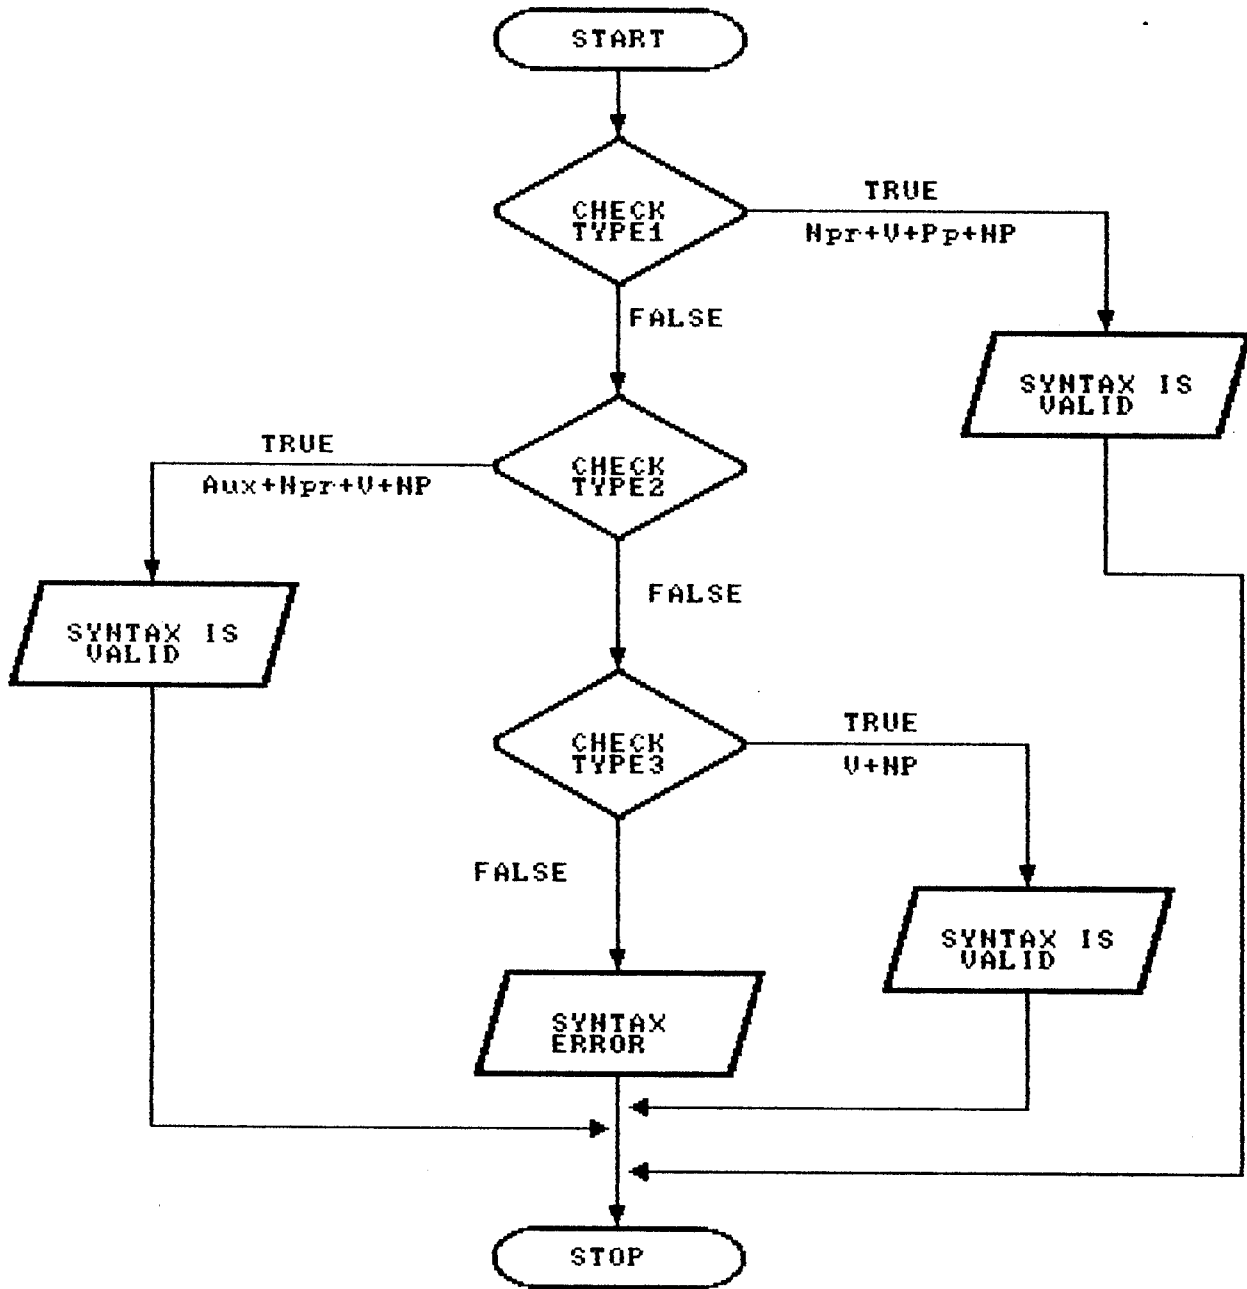 START
CHECK
TYPE1
TRUE
Npr+V+Pp+NP
FALSE
SYNTAX IS
VALID
CHECK
TYPE2
TRUE
Aux+Npr+V+NP
SYNTAX IS
VALID
FALSE
CHECK
TYPE3
TRUE
V+NP
FALSE
SYNTAX IS
VALID
SYNTAX
ERROR
STOP